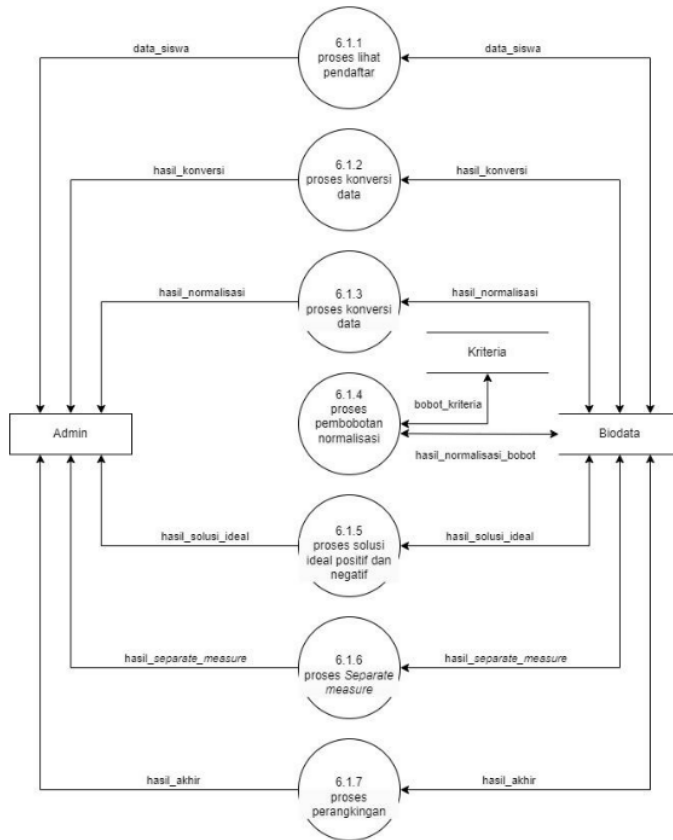 data_siswa
6.1.1
proses lihat
pendaftar
data_siswa
hasil_konversi
6.1.2
proses konversi
data
hasil_konversi
hasil_normalisasi
6.1.3
proses konversi
data
hasil_normalisasi
Kriteria
6.1.4
proses
pembobotan
normalisasi
bobot_kriteria
Admin
Biodata
hasil_normalisasi_bobot
hasil_solusi_ideal
6.1.5
proses solusi
ideal positif dan
negatif
hasil_solusi_ideal
hasil_separate_measure
6.1.6
proses Separate
measure
hasil_separate_measure
hasil_akhir
6.1.7
proses
perangkingan
hasil_akhir